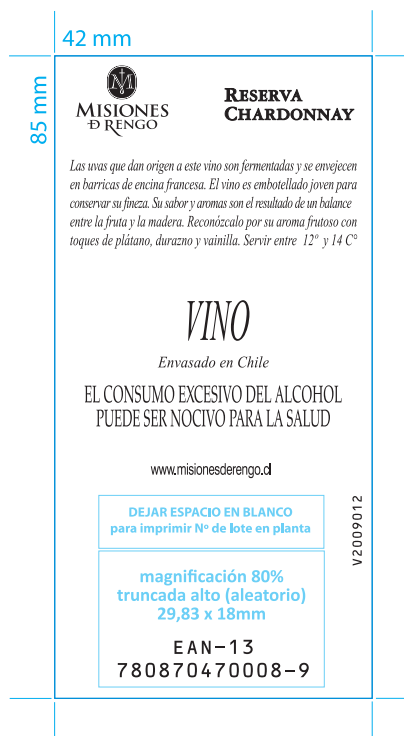 42 mm
85 mm
M
MISIONES
Đ RENGO
RESERVA
CHARDONNAY
Las uvas que dan origen a este vino son fermentadas y se envejecen
en barricas de encina francesa. El vino es embotellado joven para
conservar su fineza. Su sabor y aromas son el resultado de un balance
entre la fruta y la madera. Reconózcalo por su aroma frutoso con
toques de plátano, durazno y vainilla. Servir entre 12º y 14 C°
VINO
Envasado en Chile
EL CONSUMO EXCESIVO DEL ALCOHOL
PUEDE SER NOCIVO PARA LA SALUD
www.misionesderengo.cl
DEJAR ESPACIO EN BLANCO
para imprimir Nº de lote en planta
V2009012
magnificación 80%
truncada alto (aleatorio)
29,83 x 18mm
EAN-13
780870470008-9